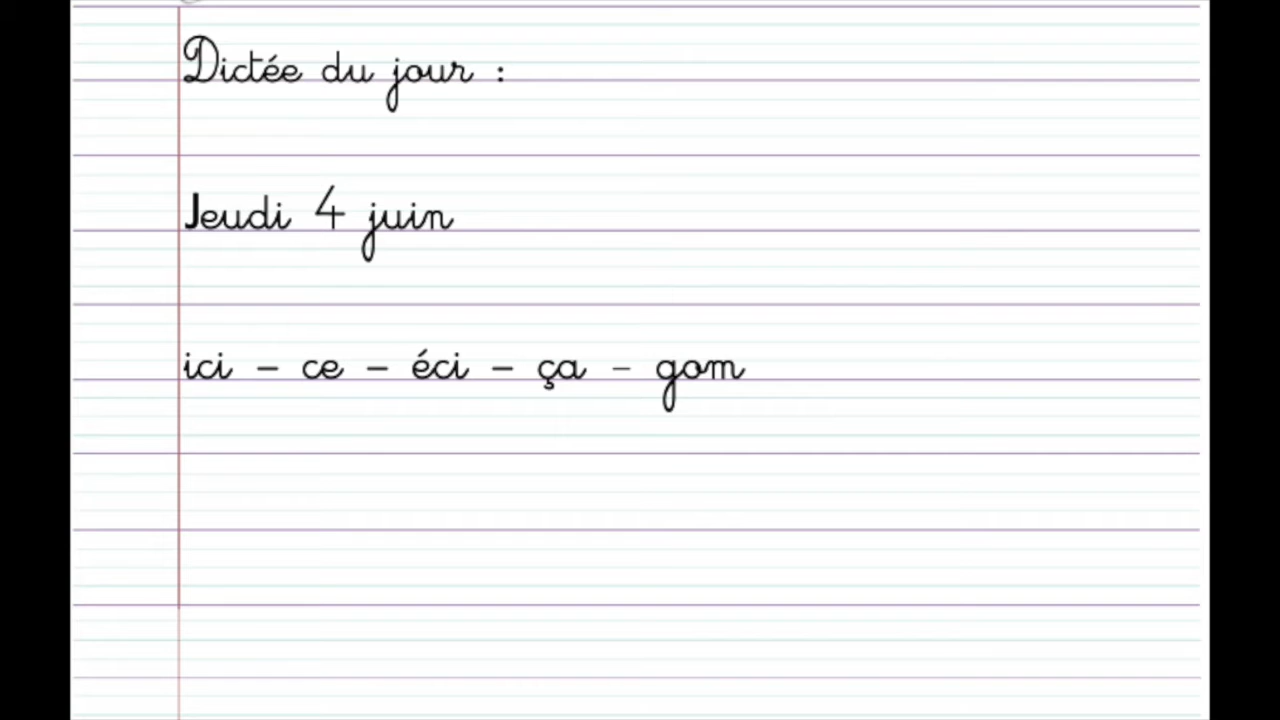 Dictée du jour :
Jeudi 4 juin
ici – ce – éci – ça – gom